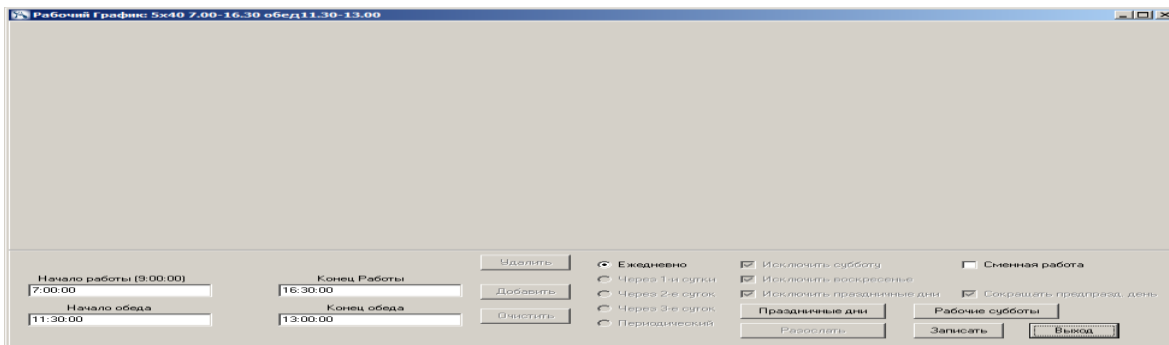 Рабочий График: 5x40 7.00-16.30 обед11.30-13.00
Удалить
Ежедневно
Исключить субботу
Сменная работа
Начало работы (9:00:00)
Конец Работы
Через 1-и сутки
Исключить воскресенье
7:00:00
16:30:00
Добавить
Через 2-е суток
Исключить праздничные дни
Сокращать предпразд. день
Начало обеда
Конец обеда
Через 3-е суток
Праздничные дни
Рабочие субботы
11:30:00
13:00:00
Очистить
Периодический
Разослать
Записать
Выход